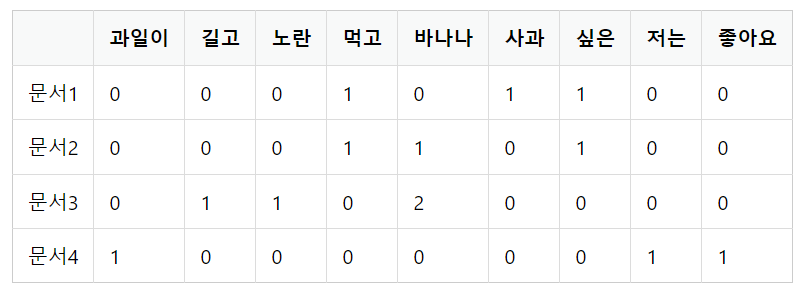 과일이 길고 노란 먹고 바나나 사과 싶은 저는 좋아요
문서1 0 0 0 1 0 1 1 0 0
문서2 0 0 0 1 1 0 1 0 0
문서3 0 1 1 0 2 0 0 0 0
문서4 1 0 0 0 0 0 0 1 1